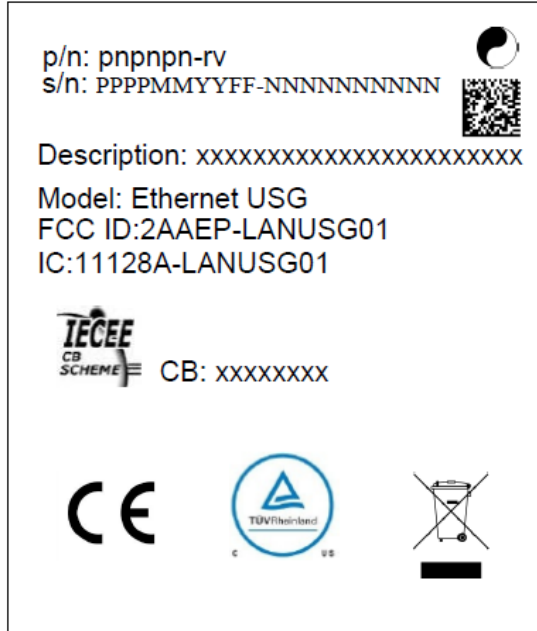 p/n: pnpnpn-rv
s/n: PPPPMMYYFF-NNNNNNNNNN
Description: xxxxxxxxxxxxxxxxxxxxxxx
Model: Ethernet USG
FCC ID:2AAEP-LANUSG01
IC:11128A-LANUSG01
IECEE
CB
SCHEME
CB: xxxxxxxx
CE
TÜVRheinland
C US